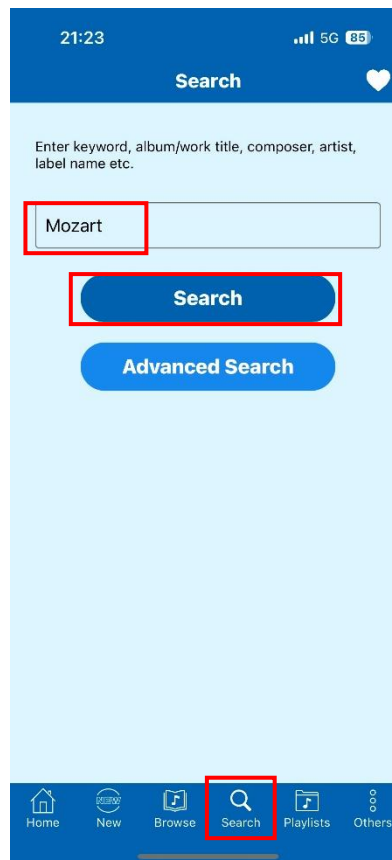 21:23
5G 85
Search
Enter keyword, album/work title, composer, artist,
label name etc.
Mozart
Search
Advanced Search
Home New Browse Search Playlists Others